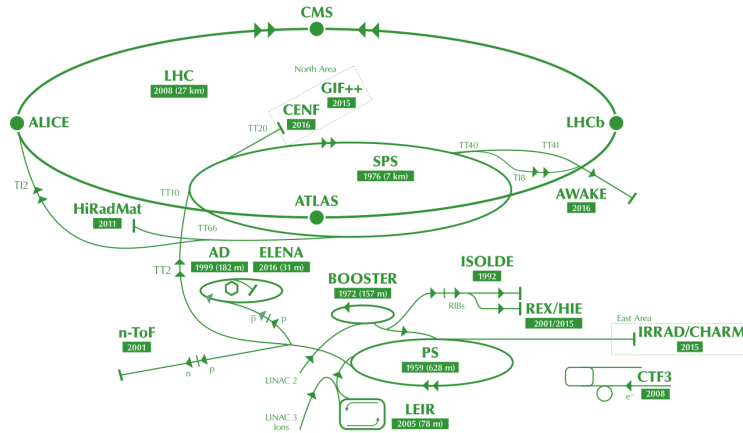 CMS
LHC
2008 (27 km)
North Area
GIF++
2015
CENF
2016
ALICE
LHCb
TT20
TT40
TT41
SPS
1976 (7 km)
TI8
TI2
TT10
ATLAS
AWAKE
2016
HiRadMat
2011
TT66
AD
1999 (182 m)
ELENA
2016 (31 m)
TT2
BOOSTER
1972 (157 m)
ISOLDE
1992
RIBs
REX/HIE
2001/2015
p
p
East Area
IRRAD/CHARM
2015
n-ToF
2001
n
p
PS
1959 (628 m)
LINAC 2
CTF3
2008
e-
LEIR
2005 (78 m)
LINAC 3
Ions